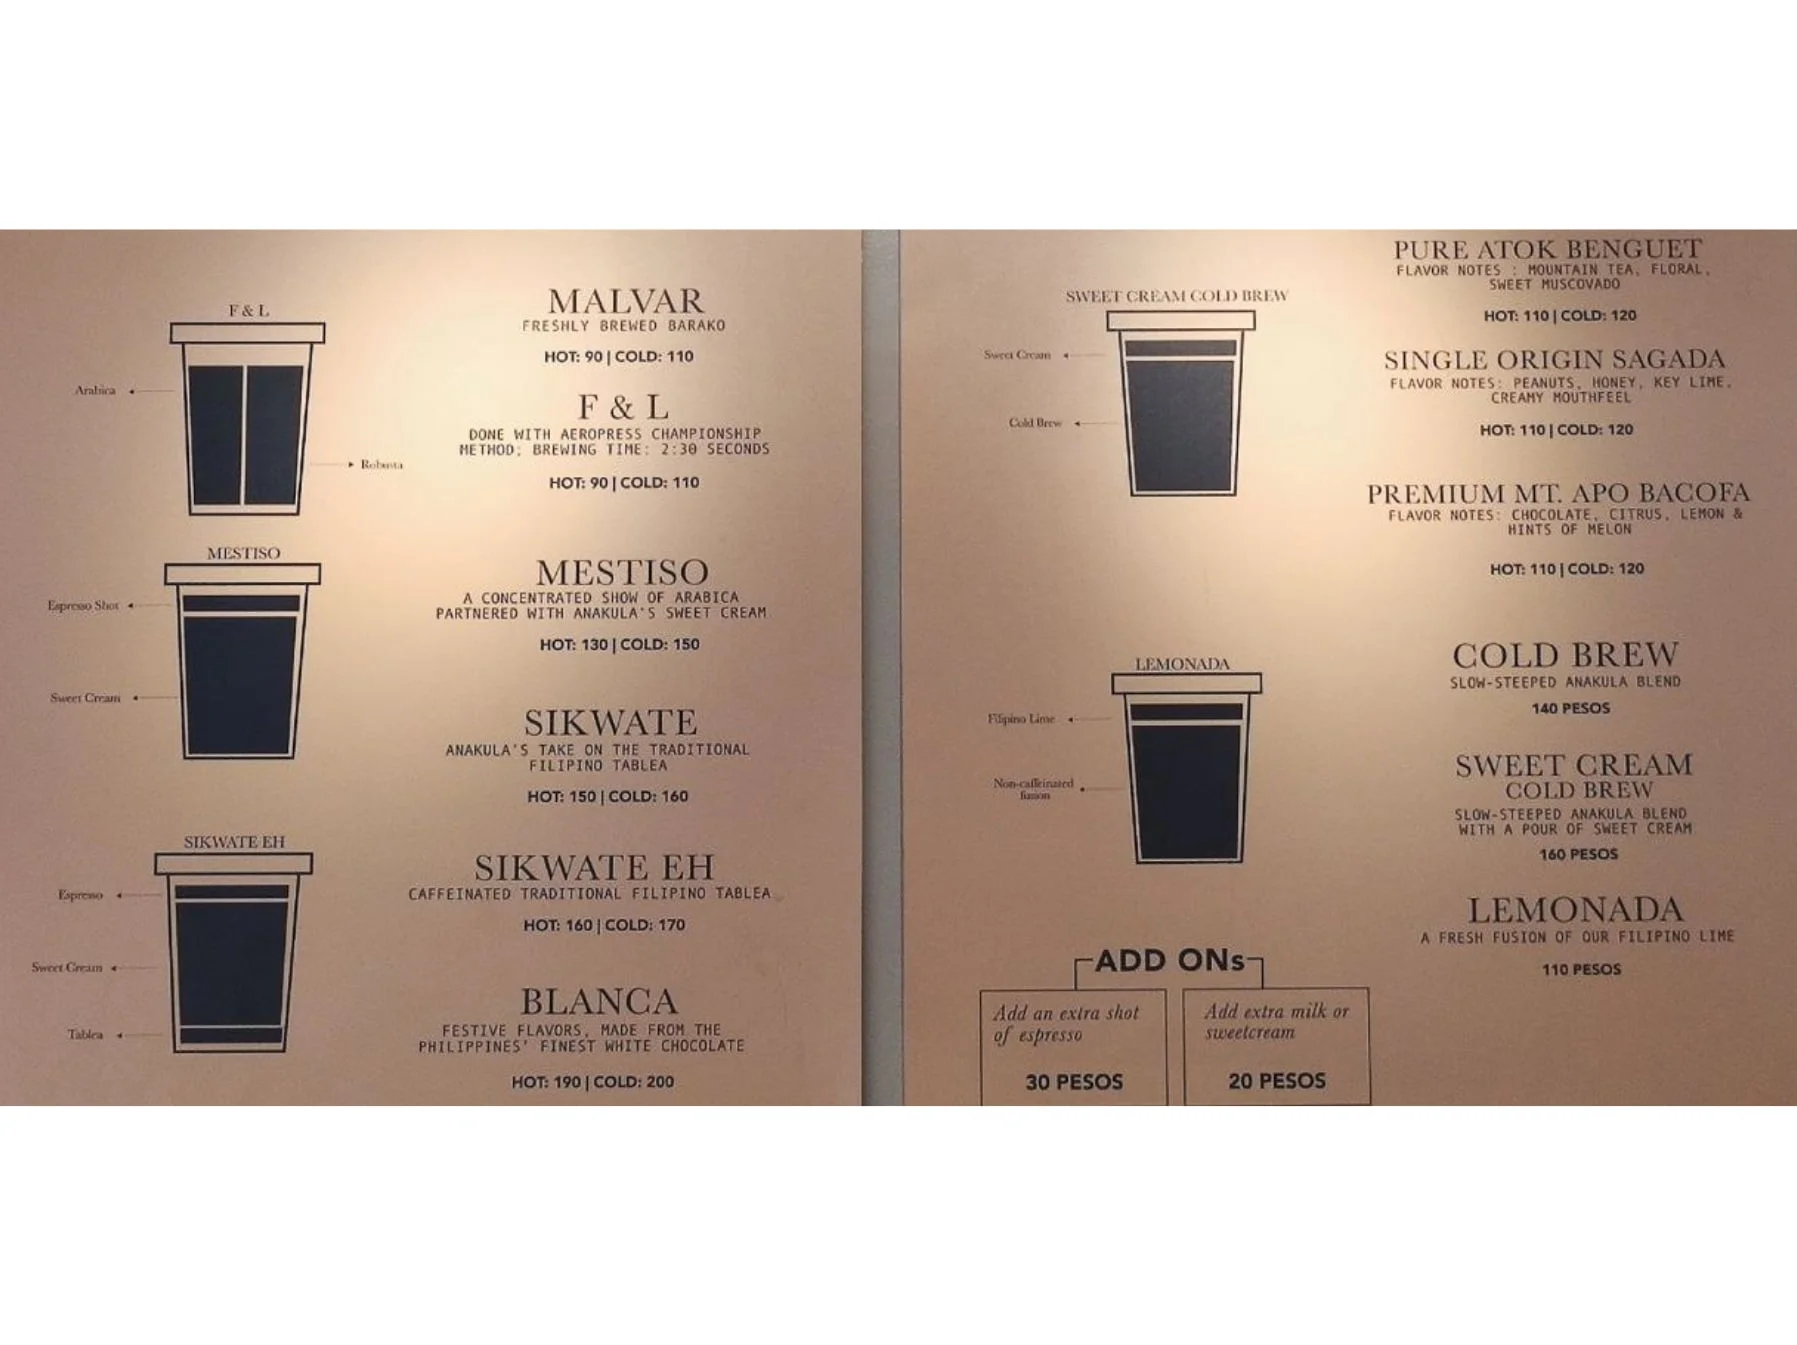 F & L
Arabica
Robusta
MESTISO
Espresso Shot
Sweet Cream
SIKWATE EH
Espresso
Sweet Cream
Tablea
MALVAR
FRESHLY BREWED BARAKO
HOT: 90 | COLD: 110
F & L
DONE WITH AEROPRESS CHAMPIONSHIP
METHOD; BREWING TIME: 2:30 SECONDS
HOT: 90 | COLD: 110
MESTISO
A CONCENTRATED SHOW OF ARABICA
PARTNERED WITH ANAKULA'S SWEET CREAM
HOT: 130 | COLD: 150
SIKWATE
ANAKULA'S TAKE ON THE TRADITIONAL
FILIPINO TABLEA
HOT: 150 | COLD: 160
SIKWATE EH
CAFFEINATED TRADITIONAL FILIPINO TABLEA
HOT: 160 | COLD: 170
BLANCA
FESTIVE FLAVORS, MADE FROM THE
PHILIPPINES' FINEST WHITE CHOCOLATE
HOT: 190 | COLD: 200
SWEET CREAM COLD BREW
Sweet Cream
Cold Brew
LEMONADA
Filipino Lime
Non-caffeinated
fusion
PURE ATOK BENGUET
FLAVOR NOTES : MOUNTAIN TEA, FLORAL,
SWEET MUSCOVADO
HOT: 110 | COLD: 120
SINGLE ORIGIN SAGADA
FLAVOR NOTES: PEANUTS, HONEY, KEY LIME,
CREAMY MOUTHFEEL
HOT: 110 | COLD: 120
PREMIUM MT. APO BACOFA
FLAVOR NOTES: CHOCOLATE, CITRUS, LEMON &
HINTS OF MELON
HOT: 110 | COLD: 120
COLD BREW
SLOW-STEEPED ANAKULA BLEND
140 PESOS
SWEET CREAM
COLD BREW
SLOW-STEEPED ANAKULA BLEND
WITH A POUR OF SWEET CREAM
160 PESOS
LEMONADA
A FRESH FUSION OF OUR FILIPINO LIME
110 PESOS
ADD ONs
Add an extra shot
of espresso
30 PESOS
Add extra milk or
sweetcream
20 PESOS